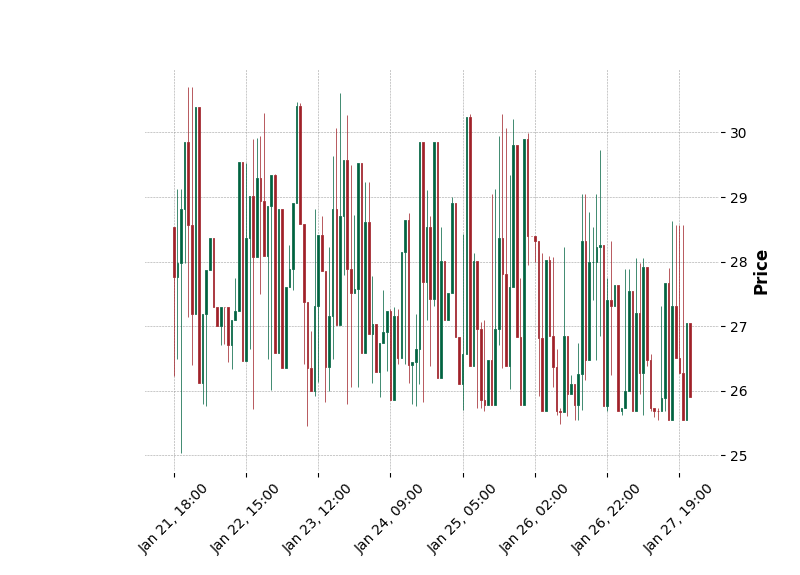 30
29
28
27
26
25
Price
Jan 21, 18:00
Jan 22, 15:00
Jan 23, 12:00
Jan 24, 09:00
Jan 25, 05:00
Jan 26, 02:00
Jan 26, 22:00
Jan 27, 19:00